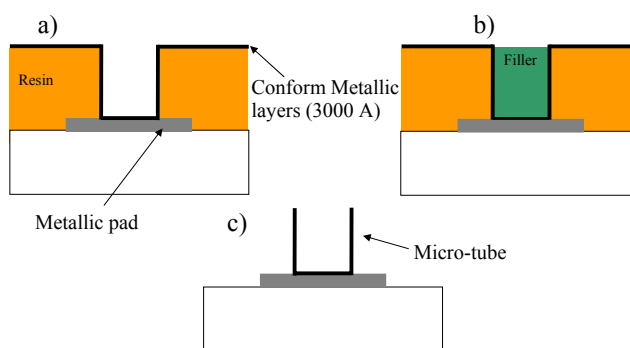 a)
b)
Resin
Filler
Conform Metallic
layers (3000 A)
Metallic pad
c)
Micro-tube